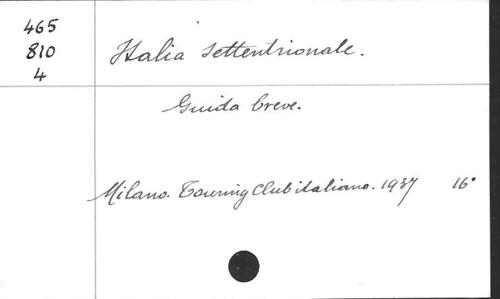 465
810
4
Italia settentrionale.
Guida breve.
Milano. Touring Club italiano. 1937 16°